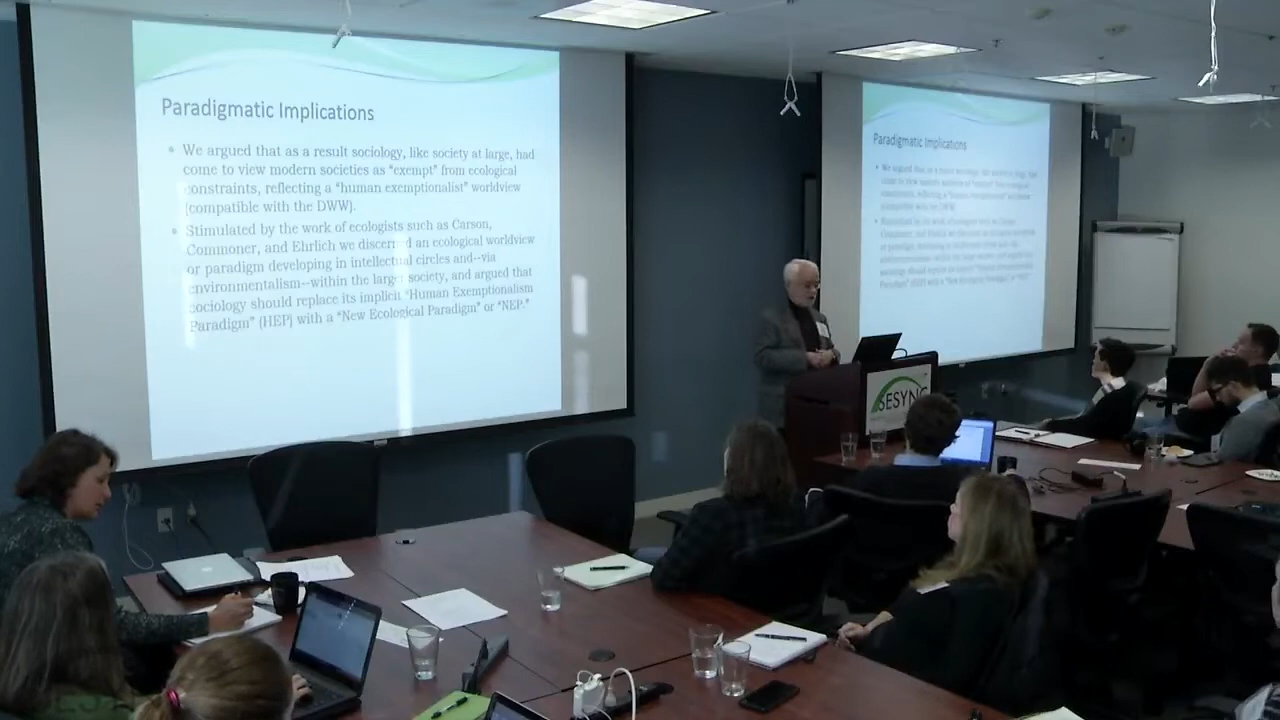 Paradigmatic Implications
• We argued that as a result sociology, like society at large, had
come to view modern societies as “exempt” from ecological
constraints, reflecting a “human exemptionalist” worldview
(compatible with the DWW).
• Stimulated by the work of ecologists such as Carson,
Commoner, and Ehrlich we discerned an ecological worldview
or paradigm developing in intellectual circles and--via
environmentalism--within the larger society, and argued that
sociology should replace its implicit “Human Exemptionalism
Paradigm” (HEP) with a “New Ecological Paradigm” or “NEP.”
Paradigmatic Implications
SESYNC